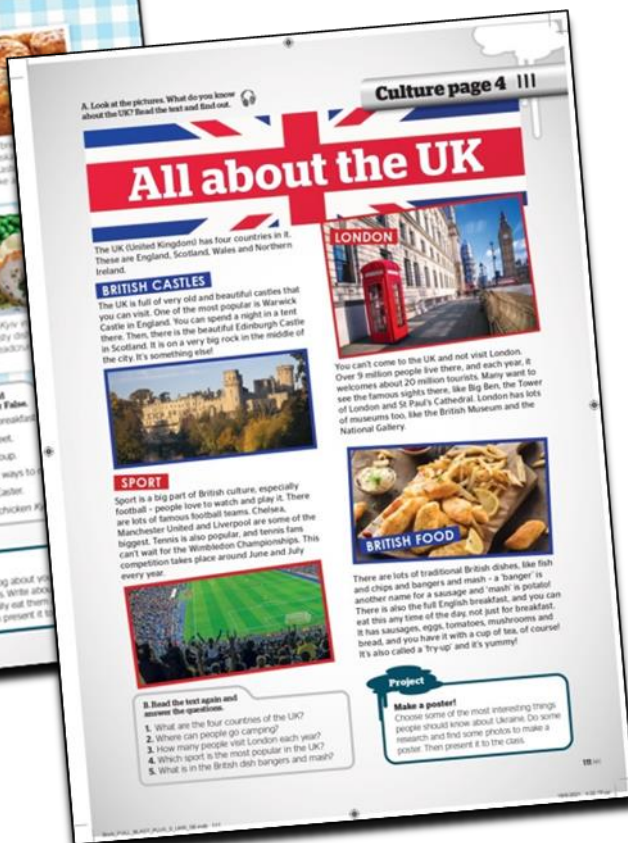 A. Look at the pictures. What do you know
about the UK? Read the text and find out.
Culture page 4 III
All about the UK
The UK (United Kingdom) has four countries in it.
These are England, Scotland, Wales and Northern
Ireland.
BRITISH CASTLES
The UK is full of very old and beautiful castles that
you can visit. One of the most popular is Warwick
Castle in England. You can spend a night in a tent
there. Then, there is the beautiful Edinburgh Castle
in Scotland. It is on a very big rock in the middle of
the city. It's something else!
SPORT
Sport is a big part of British culture, especially
football - people love to watch and play it. There
are lots of famous football teams. Chelsea,
Manchester United and Liverpool are some of the
biggest. Tennis is also popular, and tennis fans
can't wait for the Wimbledon Championships. This
competition takes place around June and July
every year.
B. Read the text again and
answer the questions.
1. What are the four countries of the UK?
2. Where can people go camping?
3. How many people visit London each year?
4. Which sport is the most popular in the UK?
5. What is in the British dish bangers and mash?
LONDON
You can't come to the UK and not visit London.
Over 9 million people live there, and each year, it
welcomes about 20 million tourists. Many want to
see the famous sights there, like Big Ben, the Tower
of London and St Paul's Cathedral. London has lots
of museums too, like the British Museum and the
National Gallery.
BRITISH FOOD
There are lots of traditional British dishes, like fish
and chips and bangers and mash - a 'banger' is
another name for a sausage and 'mash' is potato!
There is also the full English breakfast, and you can
eat this any time of the day, not just for breakfast.
It has sausages, eggs, tomatoes, mushrooms and
bread, and you have it with a cup of tea, of course!
It's also called a 'fry-up' and it's yummy!
Project
Make a poster!
Choose some of the most interesting things
people should know about Ukraine. Do some
research and find some photos to make a
poster. Then present it to the class.
111
False.
breakfast
soup.
ways to
chicken
about
Write about
eat them
present it to